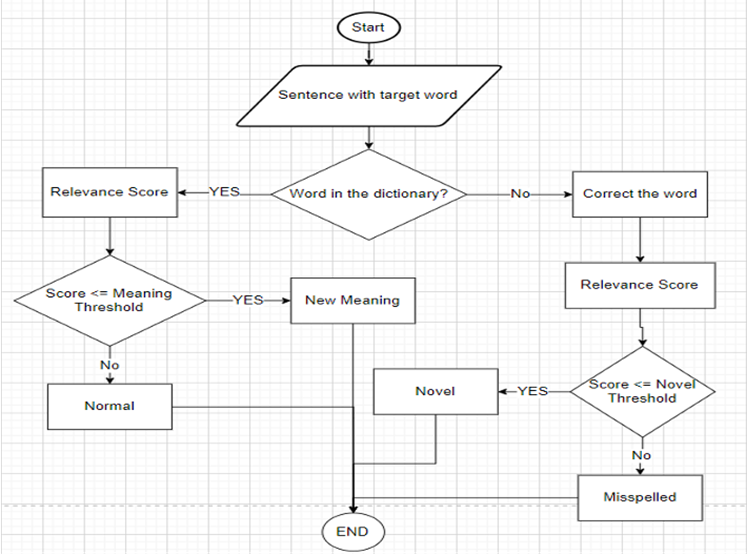 Start
Sentence with target word
Word in the dictionary?
YES
No
Relevance Score
Correct the word
Relevance Score
Score <= Meaning
Threshold
YES
New Meaning
No
Normal
Score <= Novel
Threshold
YES
Novel
No
Misspelled
END